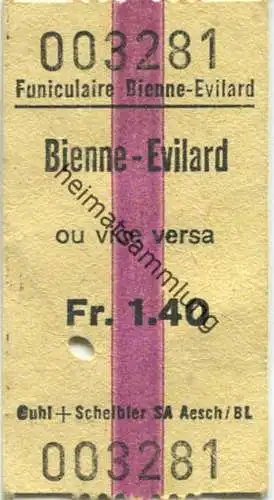 003281
Funiculaire Bienne-Evilard
Bienne-Evilard
ou vice versa
Fr. 1.40
Guhl + Scheibler SA Aesch/BL
003281
heimatsammlung